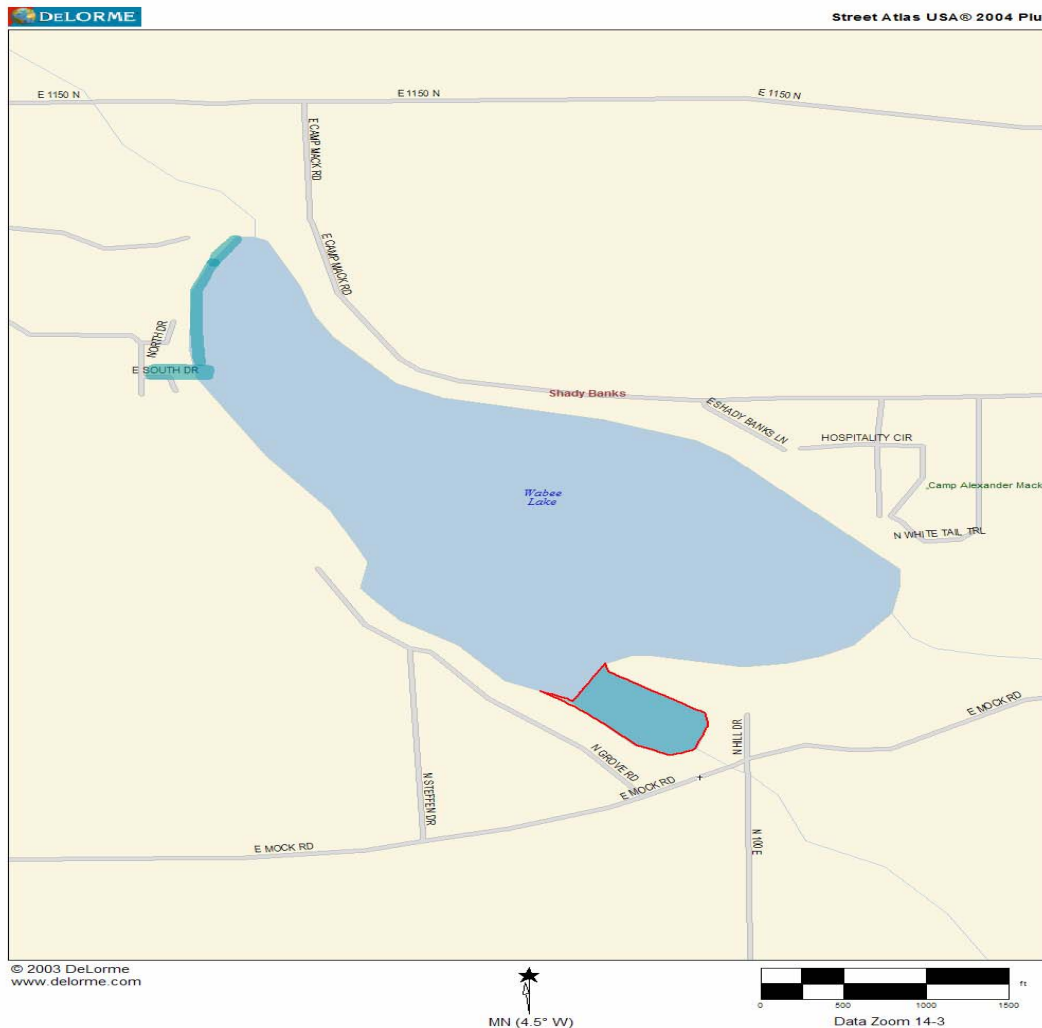 DELORME
Street Atlas USA® 2004 Plu
E 1150 N
E 1150 N
E 1150 N
E CAMP MACK RD
E CAMP MACK RD
NORTH DR
E SOUTH DR
Shady Banks
E SHADY BANKS LN
HOSPITALITY CIR
Camp Alexander Mack
Wabee
Lake
N WHITE TAIL TRL
E MOCK RD
N HILL DR
N GROVE RD
E MOCK RD
N STEFFEN DR
E MOCK RD
N 100 E
© 2003 DeLorme
www.delorme.com
MN (4.5° W)
0 500 1000 1500
ft
Data Zoom 14-3